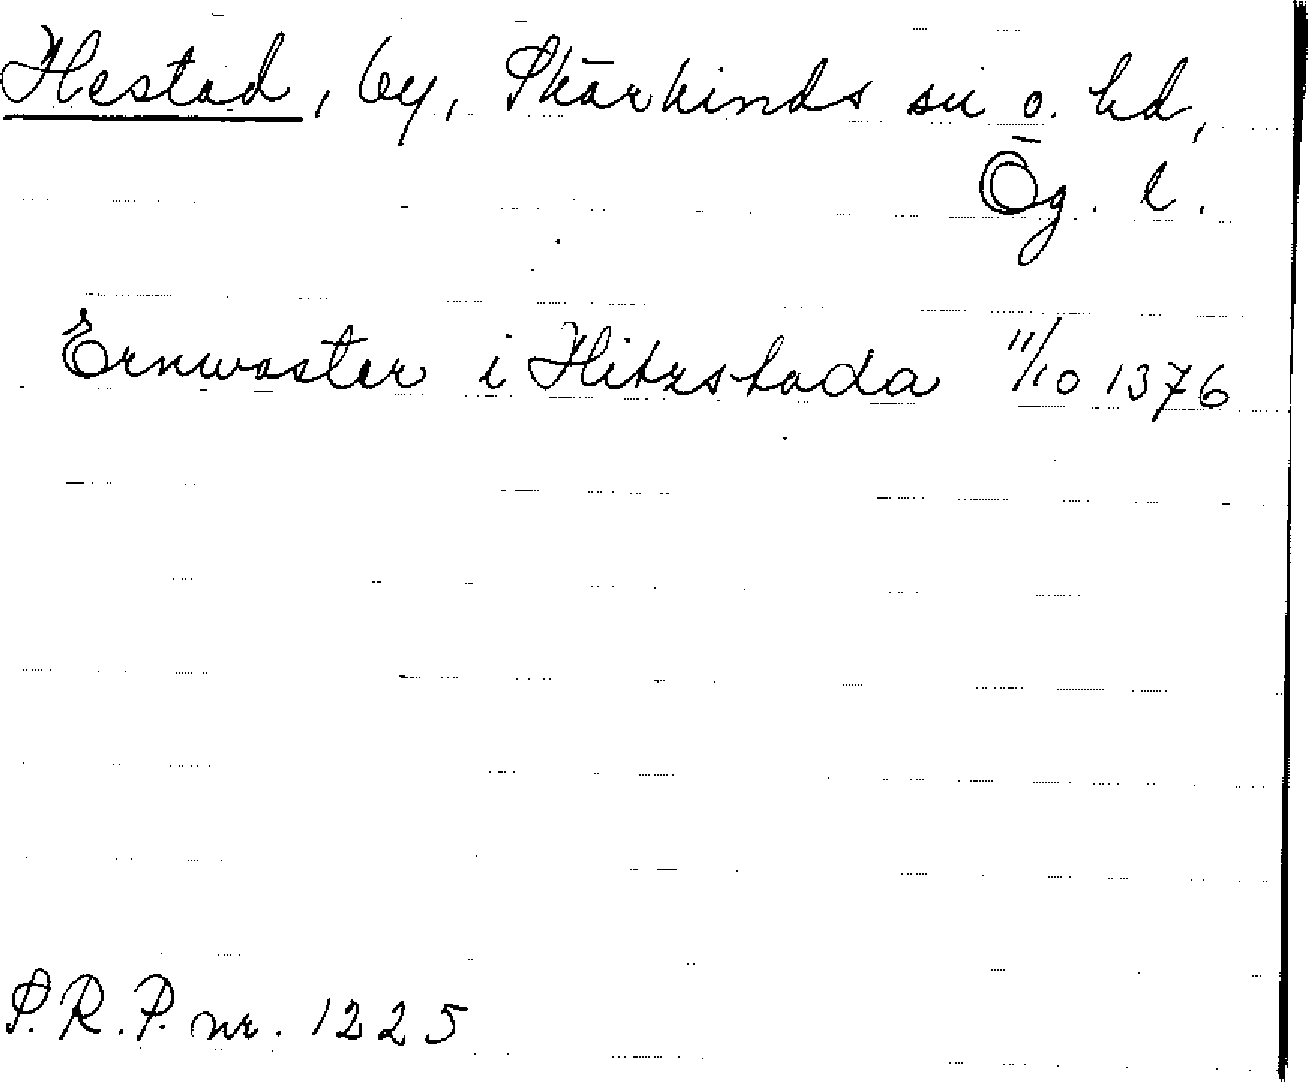 Hestad, by, Skärkinds sn o. hd,
Ög. l.
Ernwaster i Hitzstada 11/10 1376
S.R.P. nr. 1225